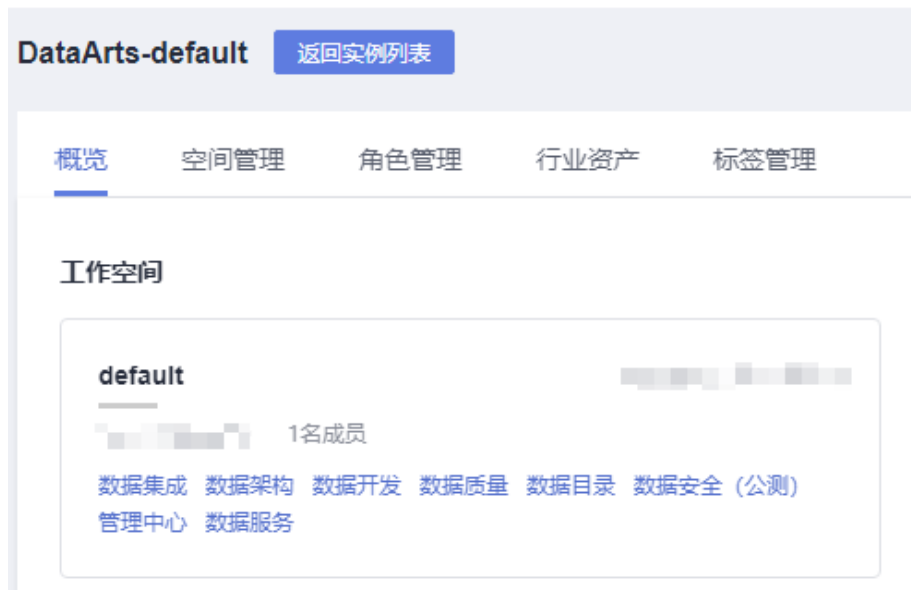 DataArts-default 返回实例列表
概览 空间管理 角色管理 行业资产 标签管理
工作空间
default
1名成员
数据集成 数据架构 数据开发 数据质量 数据目录 数据安全（公测）
管理中心 数据服务